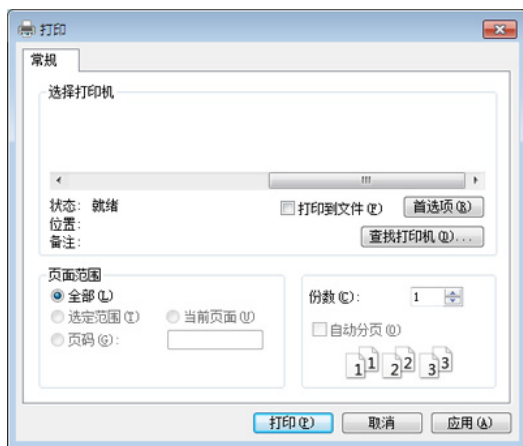 打印
常规
选择打印机
状态: 就绪
打印到文件(F)
首选项(R)
位置:
备注:
查找打印机(D)...
页面范围
全部(L)
选定范围(T)
当前页面(U)
页码(G):
份数(C): 1
自动分页(O)
11 22 33
打印(P)
取消
应用(A)